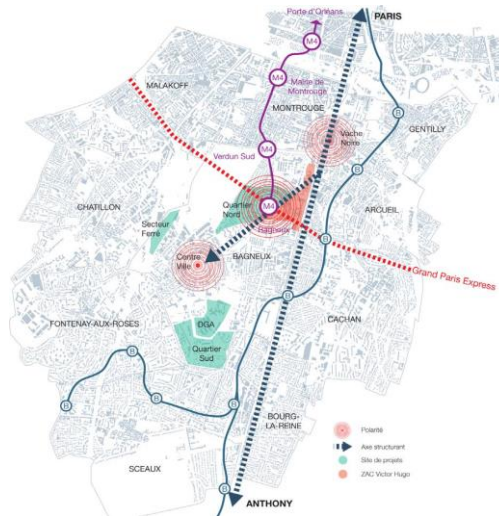 Porte d'Orléans
PARIS
M4
M4
Mairie de
Montrouge
MALAKOFF
MONTROUGE
Vache
Noire
GENTILLY
M4
Verdun Sud
B
B
CHATILLON
Quartier
Nord
M4
ARCUEIL
Secteur
Ferré
Bagneux
B
Centre
Ville
BAGNEUX
Grand Paris Express
B
CACHAN
DGA
FONTENAY-AUX-ROSES
Quartier
Sud
B
B
B
B
BOURG-
LA-REINE
Polarité
Axe structurant
SCEAUX
Site de projets
ZAC Victor Hugo
B
ANTHONY